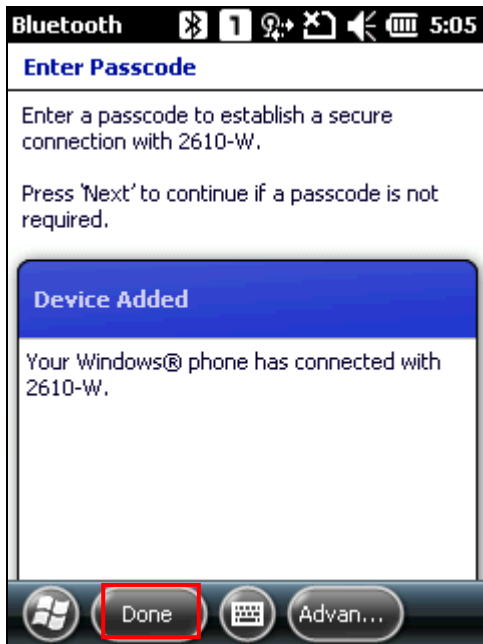 Bluetooth 1 5:05
Enter Passcode
Enter a passcode to establish a secure
connection with 2610-W.
Press 'Next' to continue if a passcode is not
required.
Device Added
Your Windows® phone has connected with
2610-W.
Done Advan...